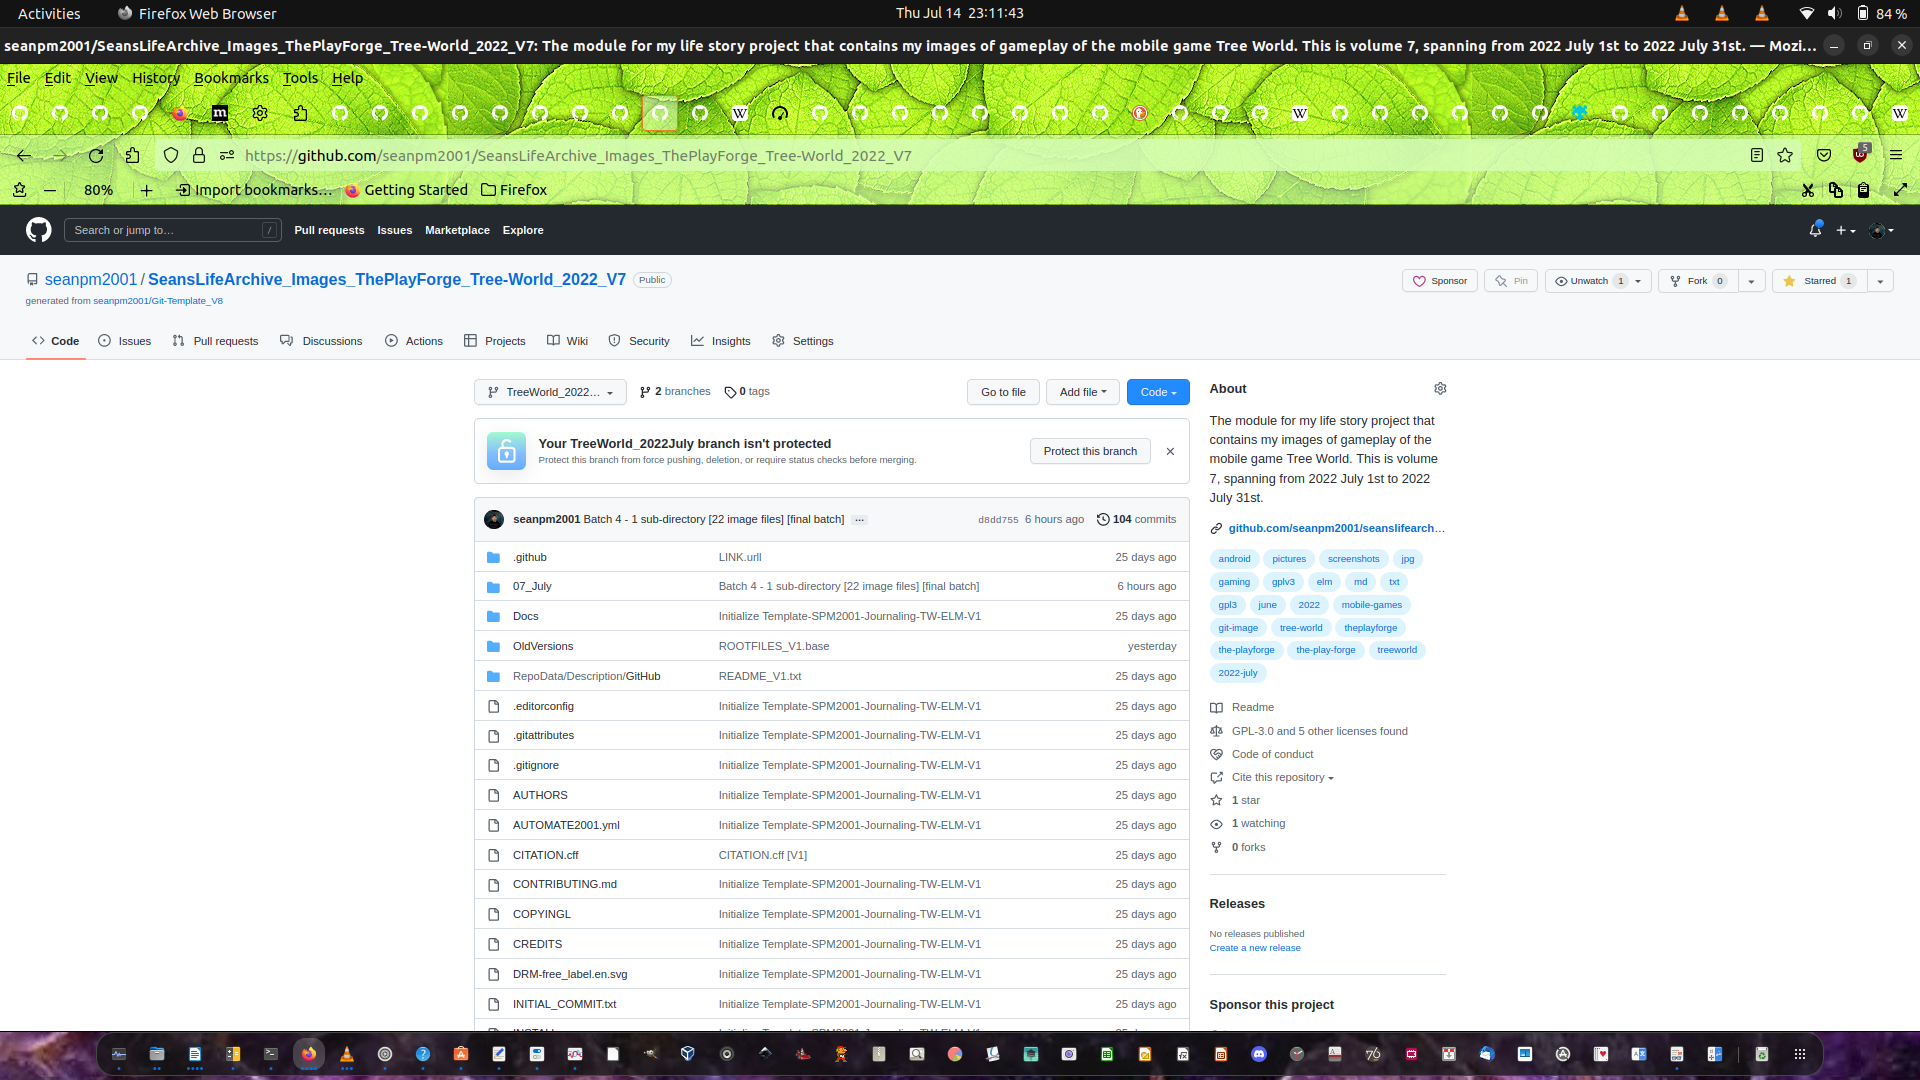 Activities
Firefox Web Browser
Thu Jul 14 23:11:43
84 %
seanpm2001/SeansLifeArchive_Images_ThePlayForge_Tree-World_2022_V7: The module for my life story project that contains my images of gameplay of the mobile game Tree World. This is volume 7, spanning from 2022 July 1st to 2022 July 31st. — Mozi…
File Edit View History Bookmarks Tools Help
https://github.com/seanpm2001/SeansLifeArchive_Images_ThePlayForge_Tree-World_2022_V7
5
80%
Import bookmarks…
Getting Started
Firefox
Search or jump to…
/
Pull requests
Issues
Marketplace
Explore
seanpm2001 / SeansLifeArchive_Images_ThePlayForge_Tree-World_2022_V7
Public
Sponsor
Pin
Unwatch 1
Fork 0
Starred 1
generated from seanpm2001/Git-Template_V8
Code
Issues
Pull requests
Discussions
Actions
Projects
Wiki
Security
Insights
Settings
TreeWorld_2022…
2 branches
0 tags
Go to file
Add file
Code
Your TreeWorld_2022July branch isn't protected
Protect this branch from force pushing, deletion, or require status checks before merging.
Protect this branch
seanpm2001 Batch 4 - 1 sub-directory [22 image files] [final batch] …
d8dd755 6 hours ago
104 commits
.github LINK.urll 25 days ago
07_July Batch 4 - 1 sub-directory [22 image files] [final batch] 6 hours ago
Docs Initialize Template-SPM2001-Journaling-TW-ELM-V1 25 days ago
OldVersions ROOTFILES_V1.base yesterday
RepoData/Description/GitHub README_V1.txt 25 days ago
.editorconfig Initialize Template-SPM2001-Journaling-TW-ELM-V1 25 days ago
.gitattributes Initialize Template-SPM2001-Journaling-TW-ELM-V1 25 days ago
.gitignore Initialize Template-SPM2001-Journaling-TW-ELM-V1 25 days ago
AUTHORS Initialize Template-SPM2001-Journaling-TW-ELM-V1 25 days ago
AUTOMATE2001.yml Initialize Template-SPM2001-Journaling-TW-ELM-V1 25 days ago
CITATION.cff CITATION.cff [V1] 25 days ago
CONTRIBUTING.md Initialize Template-SPM2001-Journaling-TW-ELM-V1 25 days ago
COPYINGL Initialize Template-SPM2001-Journaling-TW-ELM-V1 25 days ago
CREDITS Initialize Template-SPM2001-Journaling-TW-ELM-V1 25 days ago
DRM-free_label.en.svg Initialize Template-SPM2001-Journaling-TW-ELM-V1 25 days ago
INITIAL_COMMIT.txt Initialize Template-SPM2001-Journaling-TW-ELM-V1 25 days ago
About
The module for my life story project that
contains my images of gameplay of the
mobile game Tree World. This is volume
7, spanning from 2022 July 1st to 2022
July 31st.
github.com/seanpm2001/seanslifearch…
android pictures screenshots jpg
gaming gplv3 elm md txt
gpl3 june 2022 mobile-games
git-image tree-world theplayforge
the-playforge the-play-forge treeworld
2022-july
Readme
GPL-3.0 and 5 other licenses found
Code of conduct
Cite this repository
1 star
1 watching
0 forks
Releases
No releases published
Create a new release
Sponsor this project